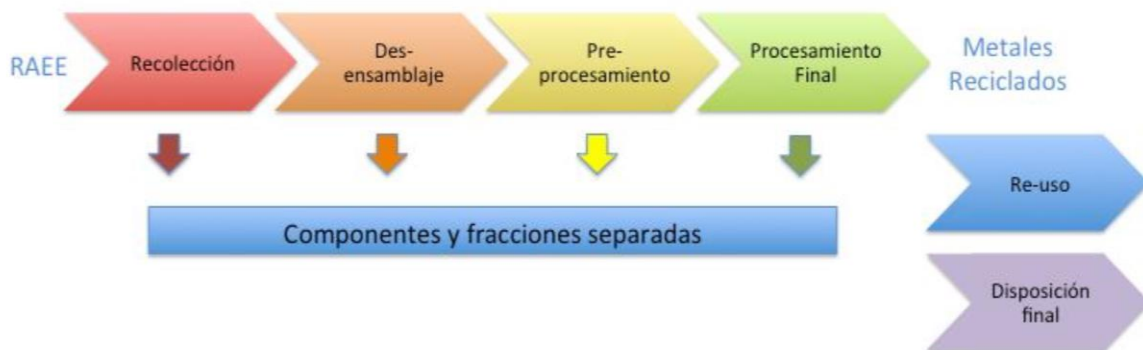 RAEE
Recolección
Des-
ensamblaje
Pre-
procesamiento
Procesamiento
Final
Metales
Reciclados
Re-uso
Componentes y fracciones separadas
Disposición
final